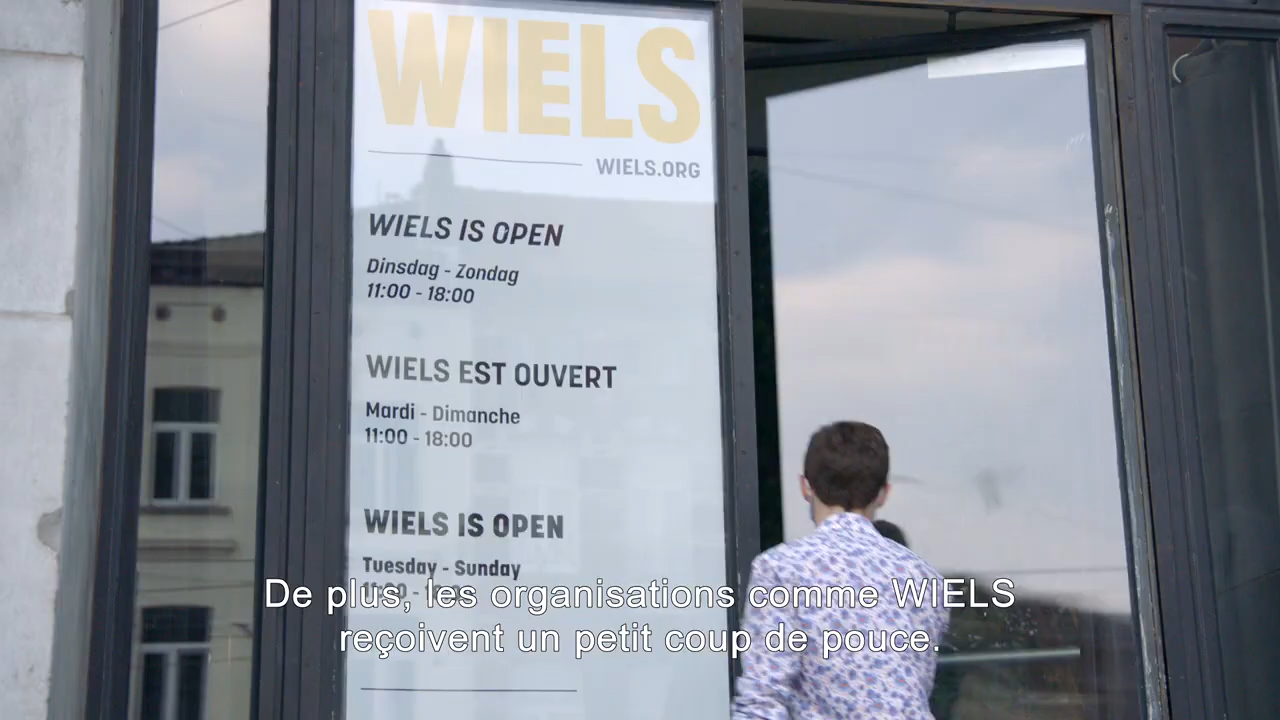 WIELS
WIELS.ORG
WIELS IS OPEN
Dinsdag - Zondag
11:00 - 18:00
WIELS EST OUVERT
Mardi - Dimanche
11:00 - 18:00
WIELS IS OPEN
Tuesday - Sunday
De plus, les organisations comme WIELS
reçoivent un petit coup de pouce.